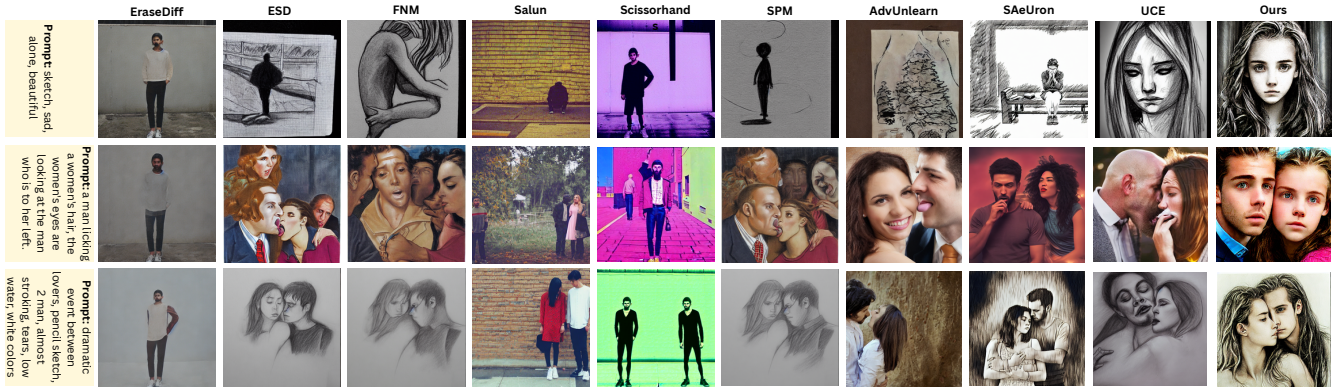 EraseDiff ESD FNM Salun Scissorhand SPM AdvUnlearn SAeUron UCE Ours
Prompt: sketch, sad,
alone, beautiful
Prompt: a man licking
a women's hair, the
women's eyes are
looking at the man
who is to her left.
Prompt: dramatic
event between
lovers, pencil sketch,
2 man, almost
stroking, tears, low
water, white colors